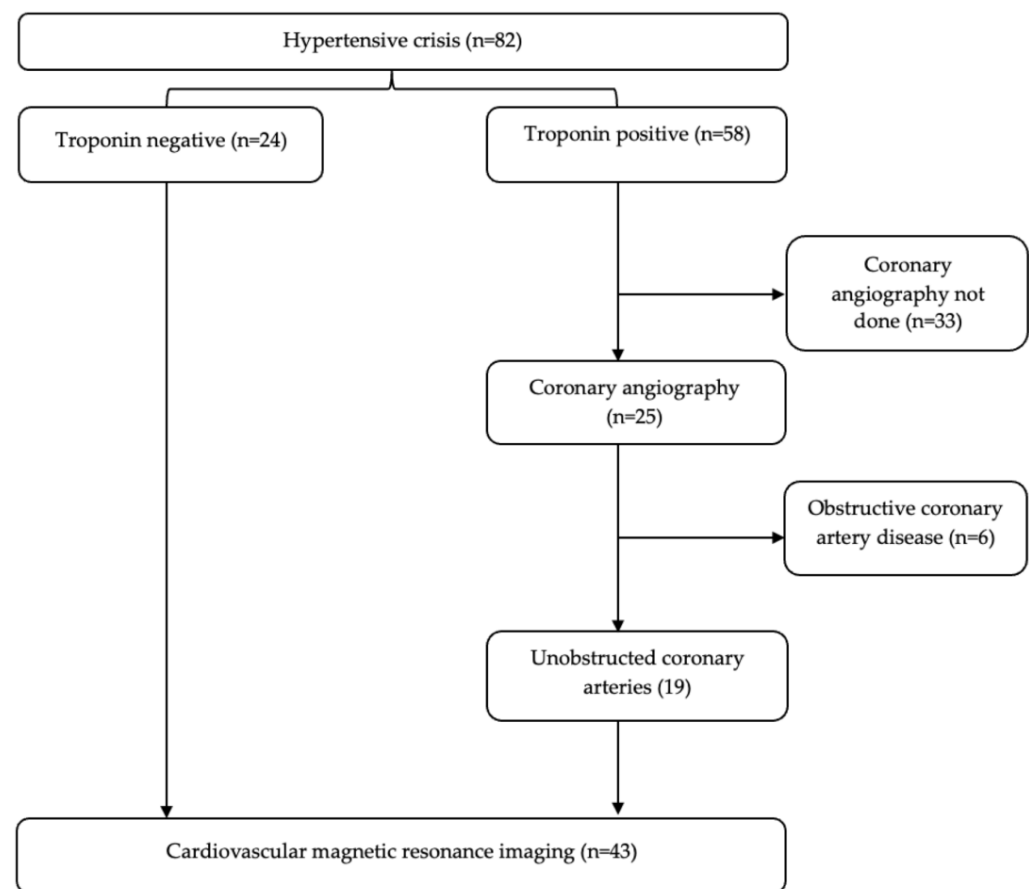 Hypertensive crisis (n=82)
Troponin negative (n=24)
Troponin positive (n=58)
Coronary
angiography not
done (n=33)
Coronary angiography
(n=25)
Obstructive coronary
artery disease (n=6)
Unobstructed coronary
arteries (19)
Cardiovascular magnetic resonance imaging (n=43)